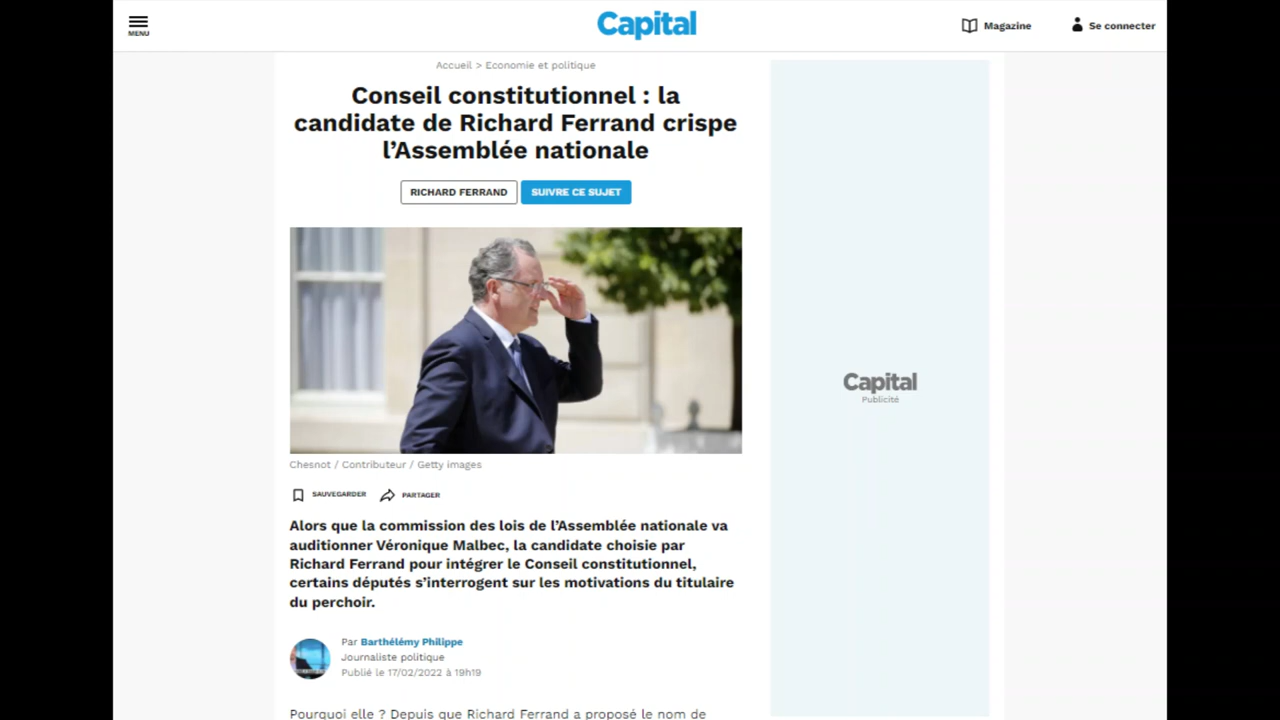 MENU
Capital
Magazine
Se connecter
Accueil > Economie et politique
Conseil constitutionnel : la
candidate de Richard Ferrand crispe
l’Assemblée nationale
RICHARD FERRAND
SUIVRE CE SUJET
Chesnot / Contributeur / Getty images
SAUVEGARDER
PARTAGER
Alors que la commission des lois de l’Assemblée nationale va
auditionner Véronique Malbec, la candidate choisie par
Richard Ferrand pour intégrer le Conseil constitutionnel,
certains députés s’interrogent sur les motivations du titulaire
du perchoir.
Par Barthélémy Philippe
Journaliste politique
Publié le 17/02/2022 à 19h19
Pourquoi elle ? Depuis que Richard Ferrand a proposé le nom de
Capital
Publicité